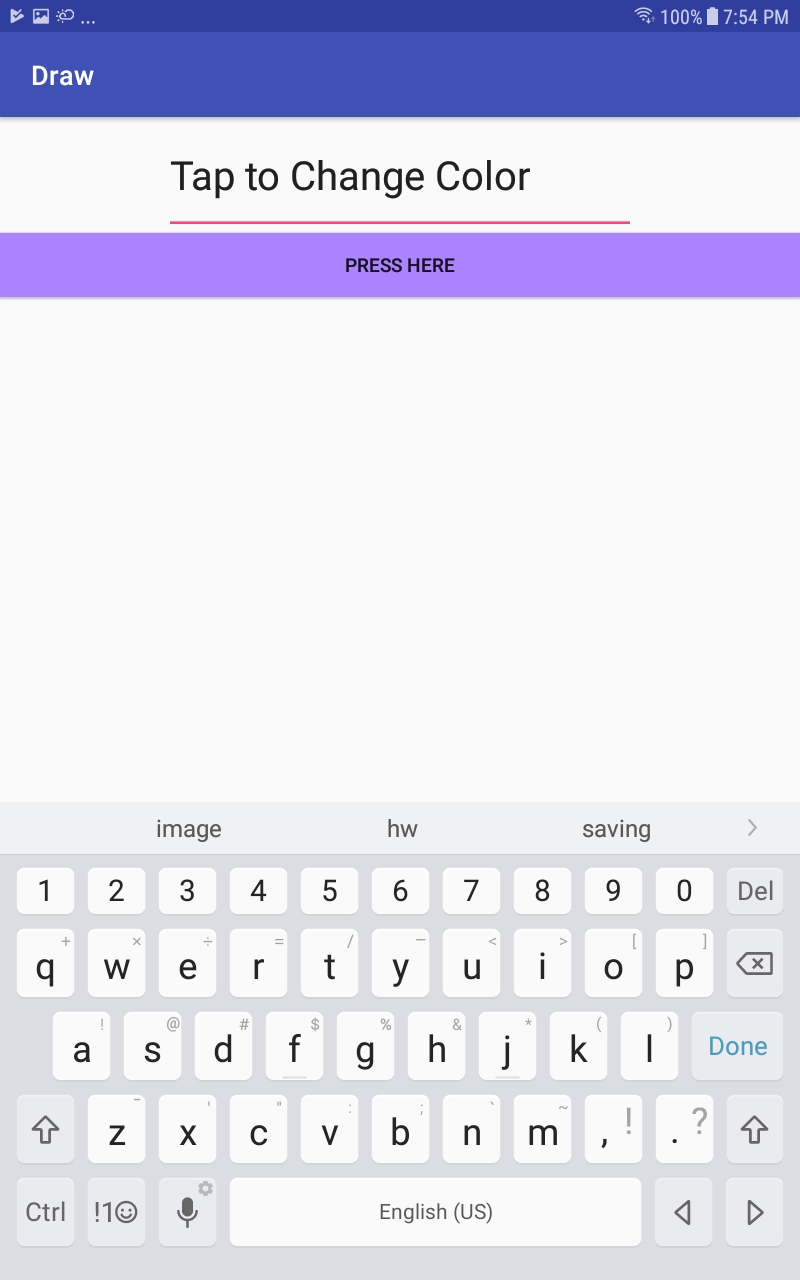 ... 100% 7:54 PM
Draw
Tap to Change Color
PRESS HERE
image hw saving
1 2 3 4 5 6 7 8 9 0 Del
+ × ÷ = / – < > [ ]
q w e r t y u i o p
! @ # $ % & * ( )
a s d f g h j k l Done
– ' " : ; ` ~ ! ?
z x c v b n m , .
Ctrl !1☺ English (US)